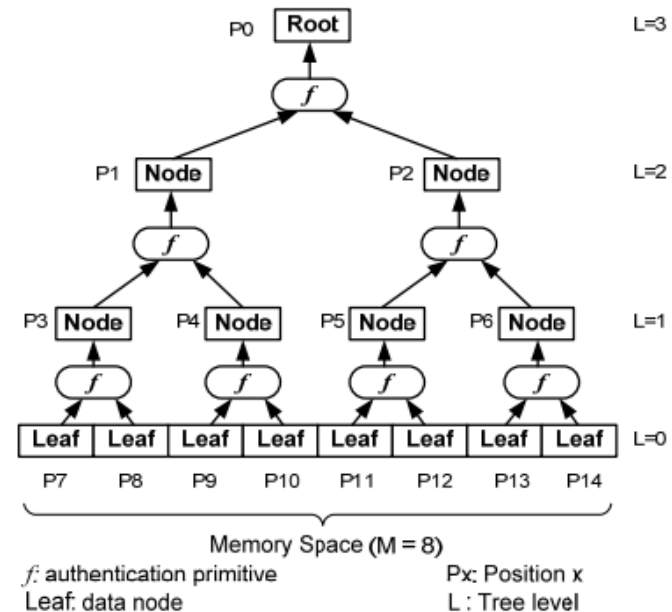 P0 Root L=3
f
P1 Node P2 Node L=2
f f
P3 Node P4 Node P5 Node P6 Node L=1
f f f f
Leaf Leaf Leaf Leaf Leaf Leaf Leaf Leaf L=0
P7 P8 P9 P10 P11 P12 P13 P14
Memory Space (M = 8)
f: authentication primitive Px: Position x
Leaf: data node L : Tree level